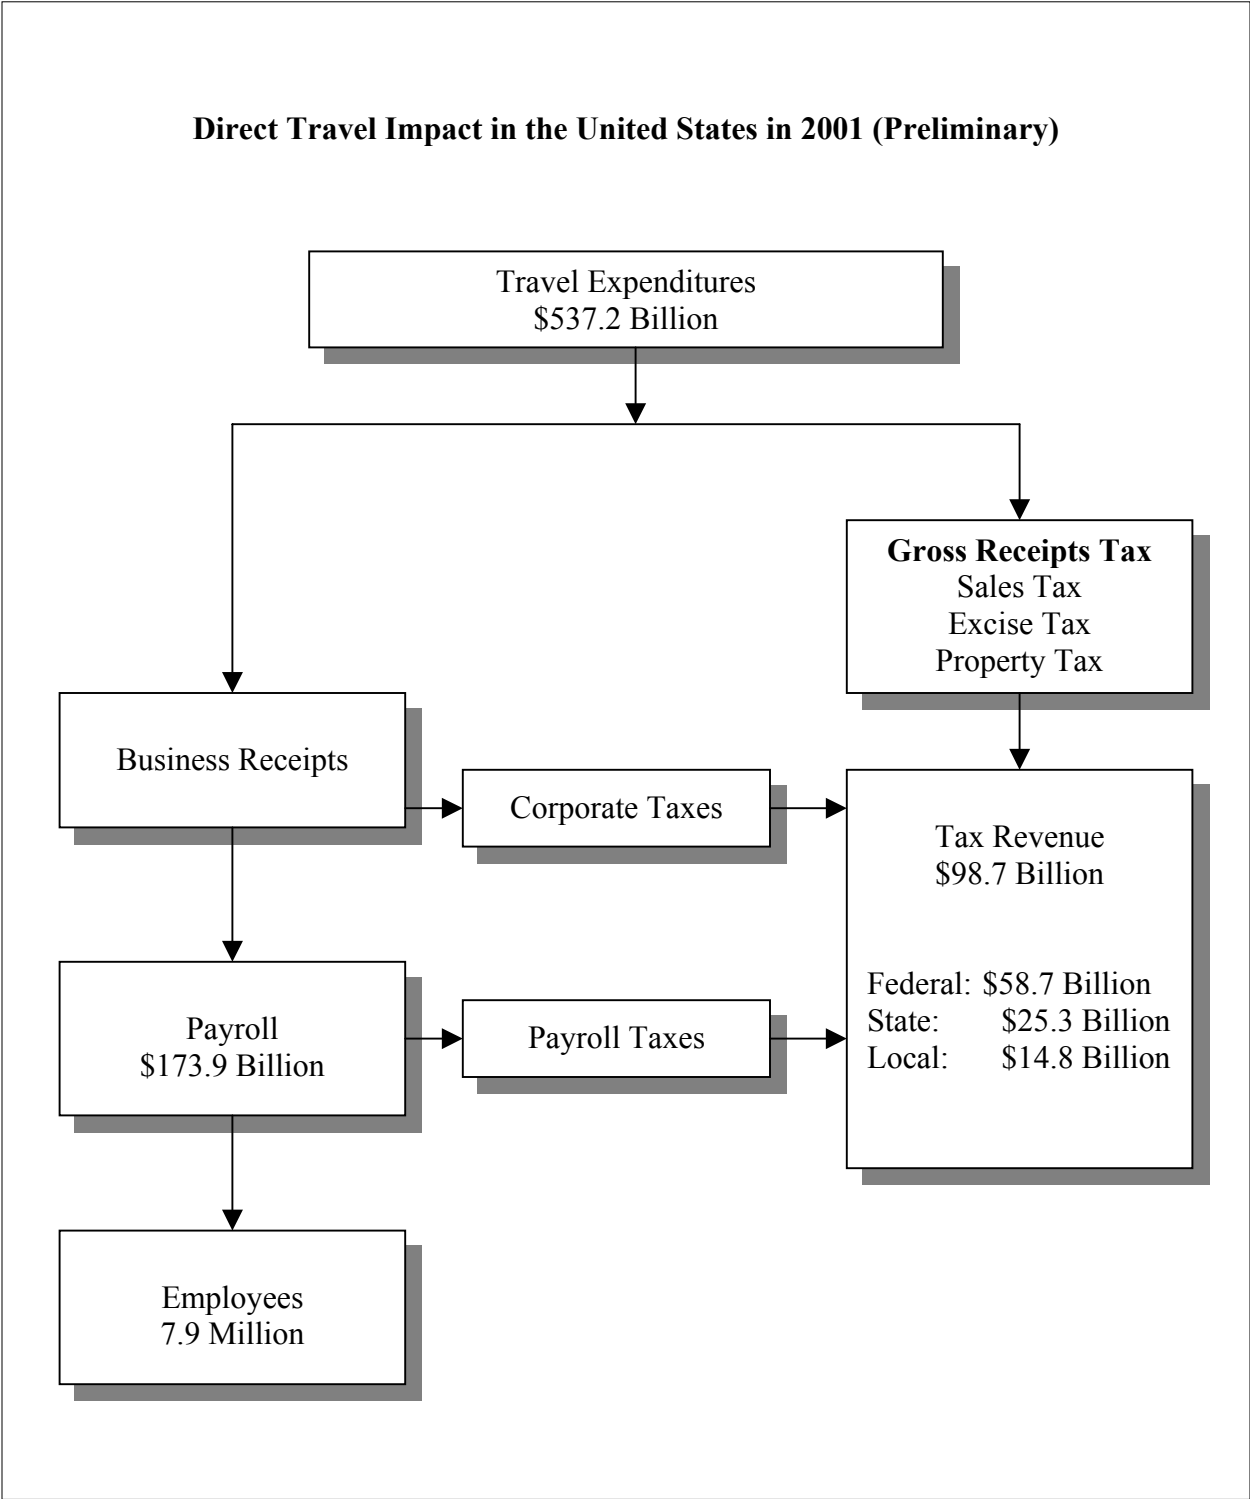 Direct Travel Impact in the United States in 2001 (Preliminary)
Travel Expenditures
$537.2 Billion
Gross Receipts Tax
Sales Tax
Excise Tax
Property Tax
Business Receipts
Corporate Taxes
Tax Revenue
$98.7 Billion
Federal: $58.7 Billion
State: $25.3 Billion
Local: $14.8 Billion
Payroll
$173.9 Billion
Payroll Taxes
Employees
7.9 Million